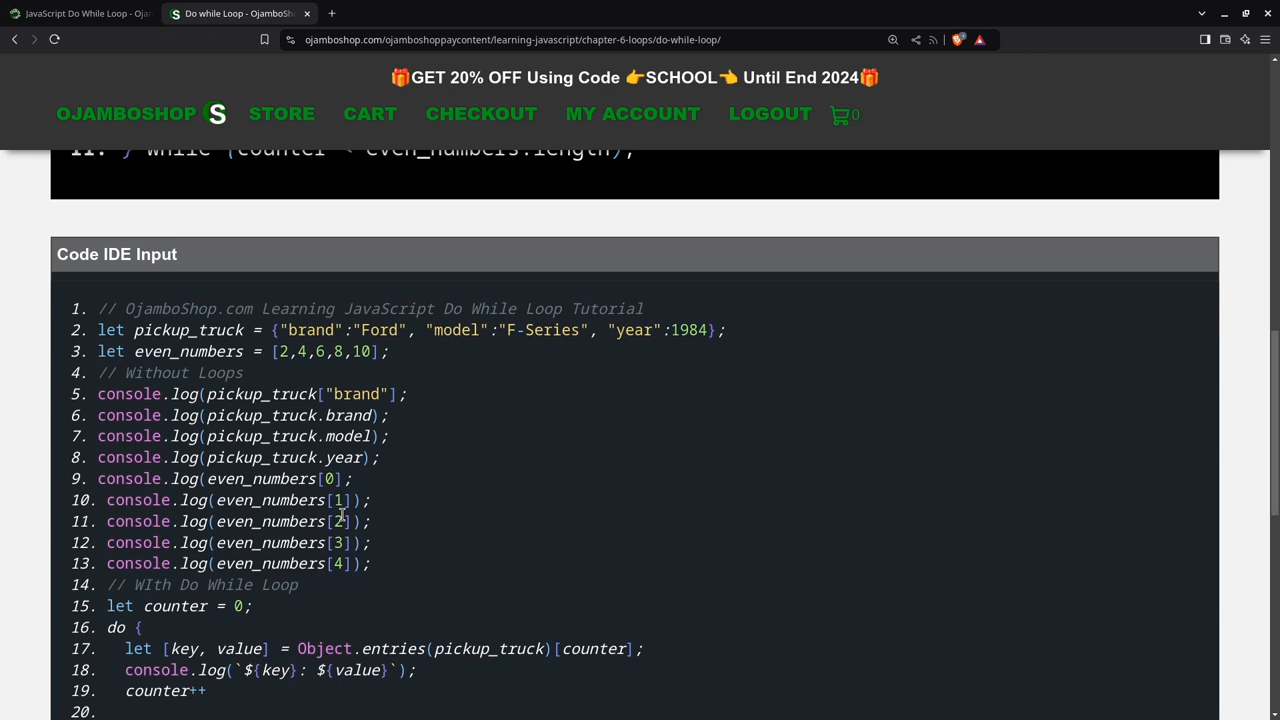 JavaScript Do While Loop - Ojan
Do while Loop - OjamboSh
ojamboshop.com/ojamboshoppaycontent/learning-javascript/chapter-6-loops/do-while-loop/
🎁GET 20% OFF Using Code 👉SCHOOL👈 Until End 2024🎁
OJAMBOSHOP S STORE CART CHECKOUT MY ACCOUNT LOGOUT 0
11. } while (counter < even_numbers.length);
Code IDE Input
1. // OjamboShop.com Learning JavaScript Do While Loop Tutorial
2. let pickup_truck = {"brand":"Ford", "model":"F-Series", "year":1984};
3. let even_numbers = [2,4,6,8,10];
4. // Without Loops
5. console.log(pickup_truck["brand"];
6. console.log(pickup_truck.brand);
7. console.log(pickup_truck.model);
8. console.log(pickup_truck.year);
9. console.log(even_numbers[0];
10. console.log(even_numbers[1]);
11. console.log(even_numbers[2]);
12. console.log(even_numbers[3]);
13. console.log(even_numbers[4]);
14. // WIth Do While Loop
15. let counter = 0;
16. do {
17. let [key, value] = Object.entries(pickup_truck)[counter];
18. console.log(`${key}: ${value}`);
19. counter++
20.